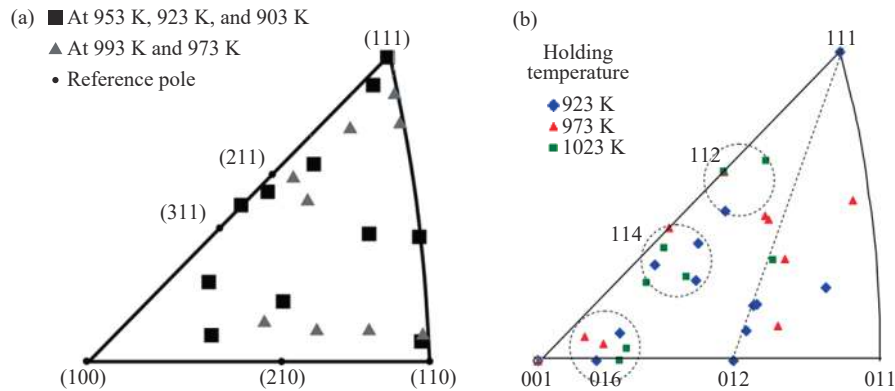 (a)
At 953 K, 923 K, and 903 K
At 993 K and 973 K
Reference pole
(111)
(211)
(311)
(100)
(210)
(110)
(b)
111
Holding
temperature
923 K
973 K
1023 K
112
114
001
016
012
011